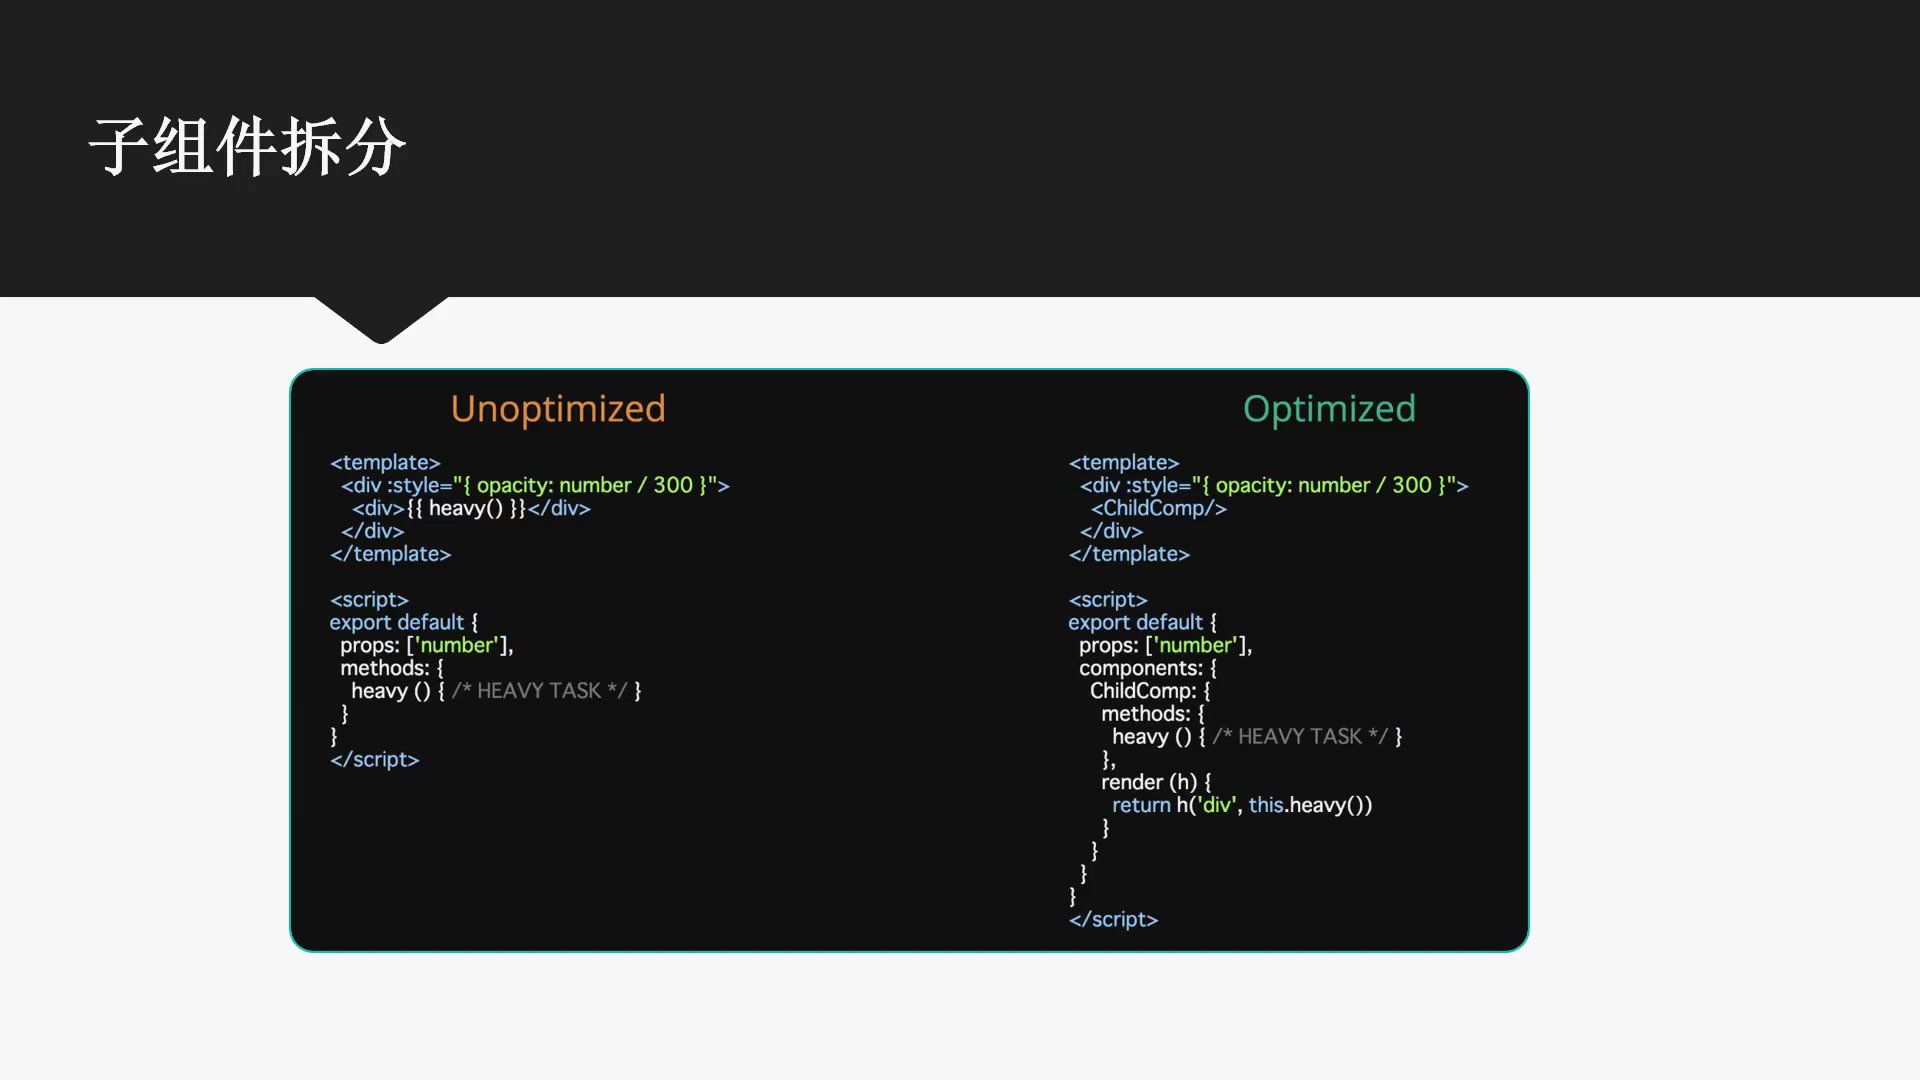 子组件拆分
Unoptimized
<template>
  <div :style="{ opacity: number / 300 }">
    <div>{{ heavy() }}</div>
  </div>
</template>
<script>
export default {
  props: ['number'],
  methods: {
    heavy () { /* HEAVY TASK */ }
  }
}
</script>
Optimized
<template>
  <div :style="{ opacity: number / 300 }">
    <ChildComp/>
  </div>
</template>
<script>
export default {
  props: ['number'],
  components: {
    ChildComp: {
      methods: {
        heavy () { /* HEAVY TASK */ }
      },
      render (h) {
        return h('div', this.heavy())
      }
    }
  }
}
</script>